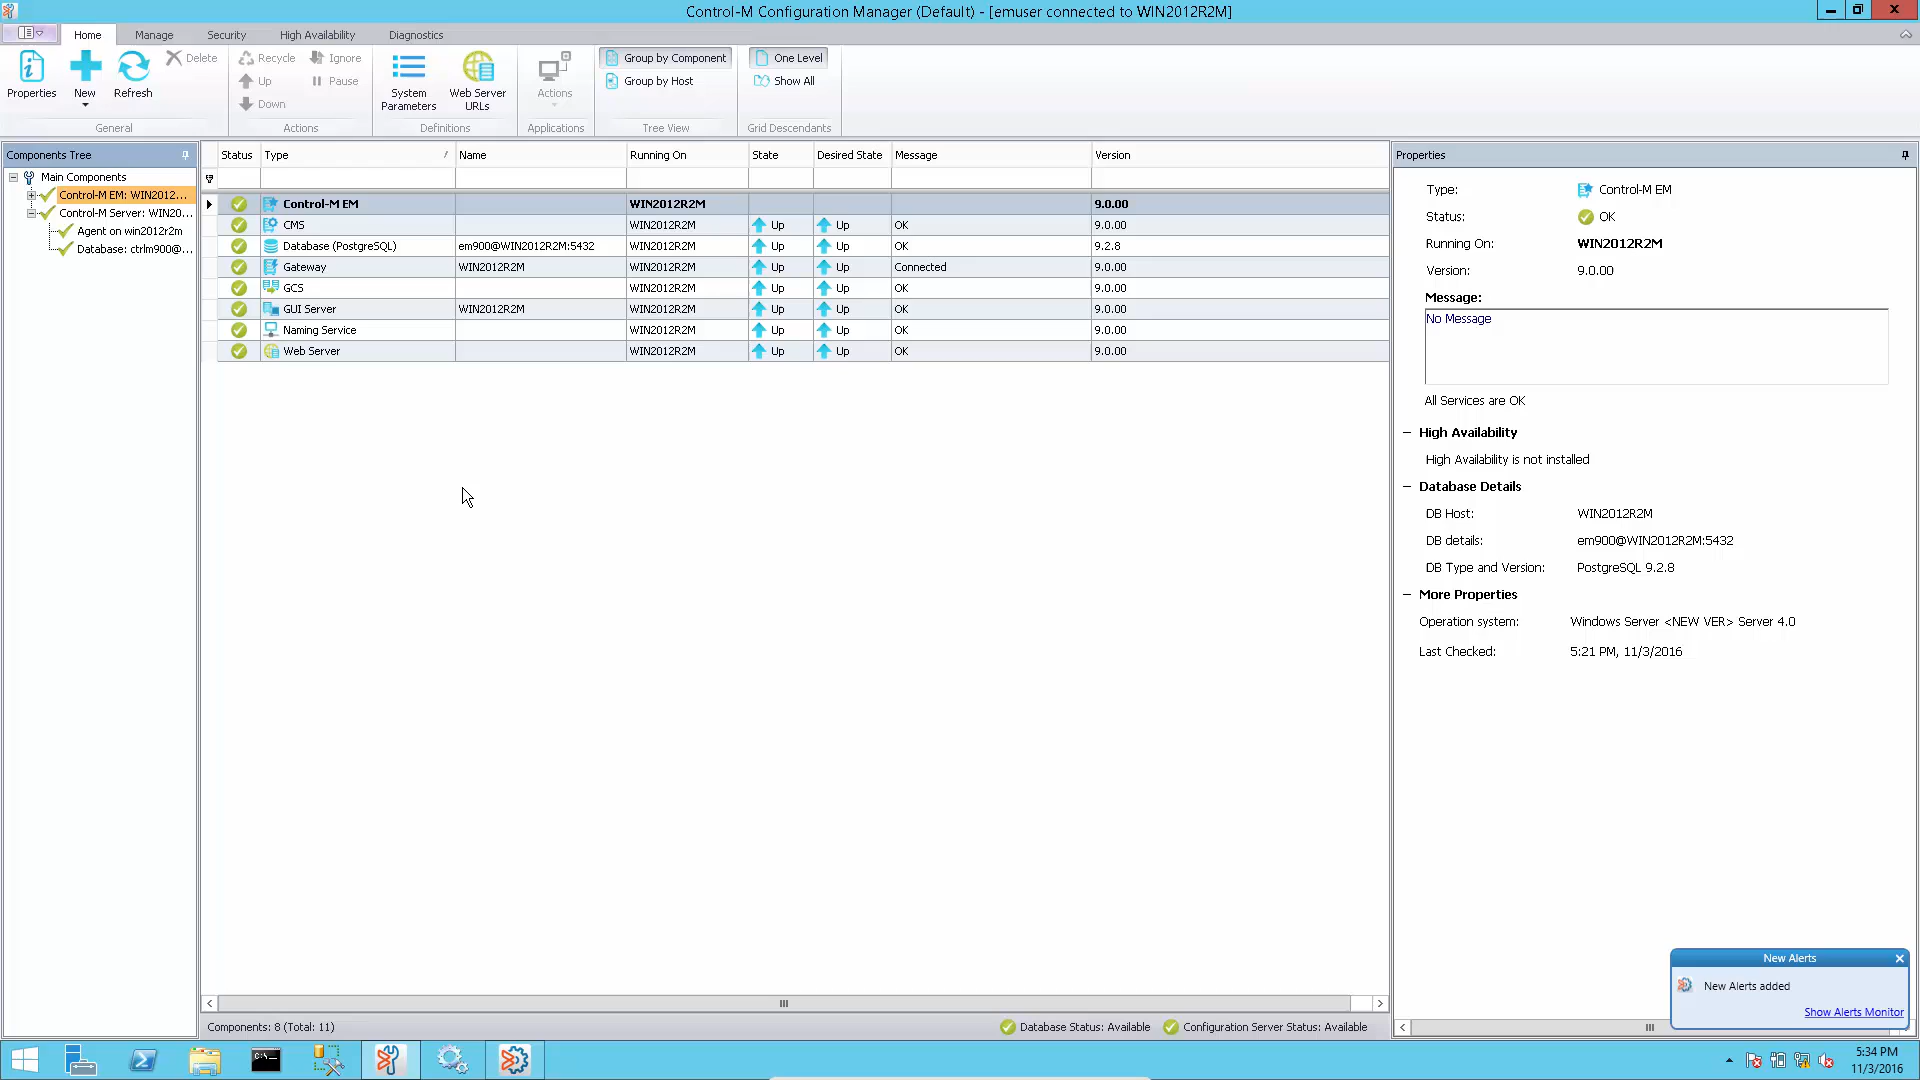 Control-M Configuration Manager (Default) - [emuser connected to WIN2012R2M]
Home Manage Security High Availability Diagnostics
Properties
New
Refresh
Delete
General
Recycle
Up
Down
Ignore
Pause
Actions
System Parameters
Web Server URLs
Definitions
Actions
Applications
Group by Component
Group by Host
Tree View
One Level
Show All
Grid Descendants
Components Tree
Main Components
Control-M EM: WIN2012...
Control-M Server: WIN20...
Agent on win2012r2m
Database: ctrlm900@...
Status Type Name Running On State Desired State Message Version
Control-M EM WIN2012R2M 9.0.00
CMS WIN2012R2M Up Up OK 9.0.00
Database (PostgreSQL) em900@WIN2012R2M:5432 WIN2012R2M Up Up OK 9.2.8
Gateway WIN2012R2M WIN2012R2M Up Up Connected 9.0.00
GCS WIN2012R2M Up Up OK 9.0.00
GUI Server WIN2012R2M WIN2012R2M Up Up OK 9.0.00
Naming Service WIN2012R2M Up Up OK 9.0.00
Web Server WIN2012R2M Up Up OK 9.0.00
Components: 8 (Total: 11)
Database Status: Available
Configuration Server Status: Available
Properties
Type: Control-M EM
Status: OK
Running On: WIN2012R2M
Version: 9.0.00
Message:
No Message
All Services are OK
High Availability
High Availability is not installed
Database Details
DB Host: WIN2012R2M
DB details: em900@WIN2012R2M:5432
DB Type and Version: PostgreSQL 9.2.8
More Properties
Operation system: Windows Server <NEW VER> Server 4.0
Last Checked: 5:21 PM, 11/3/2016
New Alerts
New Alerts added
Show Alerts Monitor
5:34 PM
11/3/2016